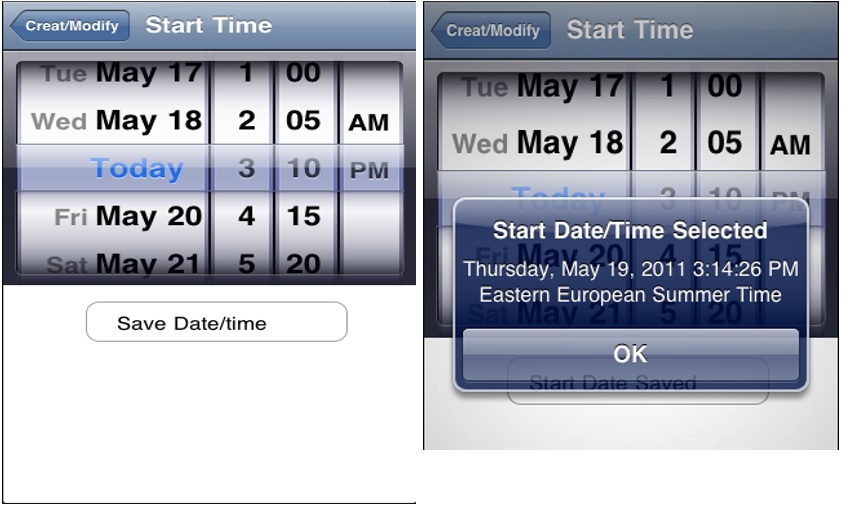 Creat/Modify Start Time
Tue May 17 1 00
Wed May 18 2 05 AM
Today 3 10 PM
Fri May 20 4 15
Sat May 21 5 20
Save Date/time
Creat/Modify Start Time
Tue May 17 1 00
Wed May 18 2 05 AM
Today 3 10 PM
Start Date/Time Selected
Fri May 20 4 15
Thursday, May 19, 2011 3:14:26 PM
Eastern European Summer Time
Sat May 21 5 20
OK
Start Date Saved